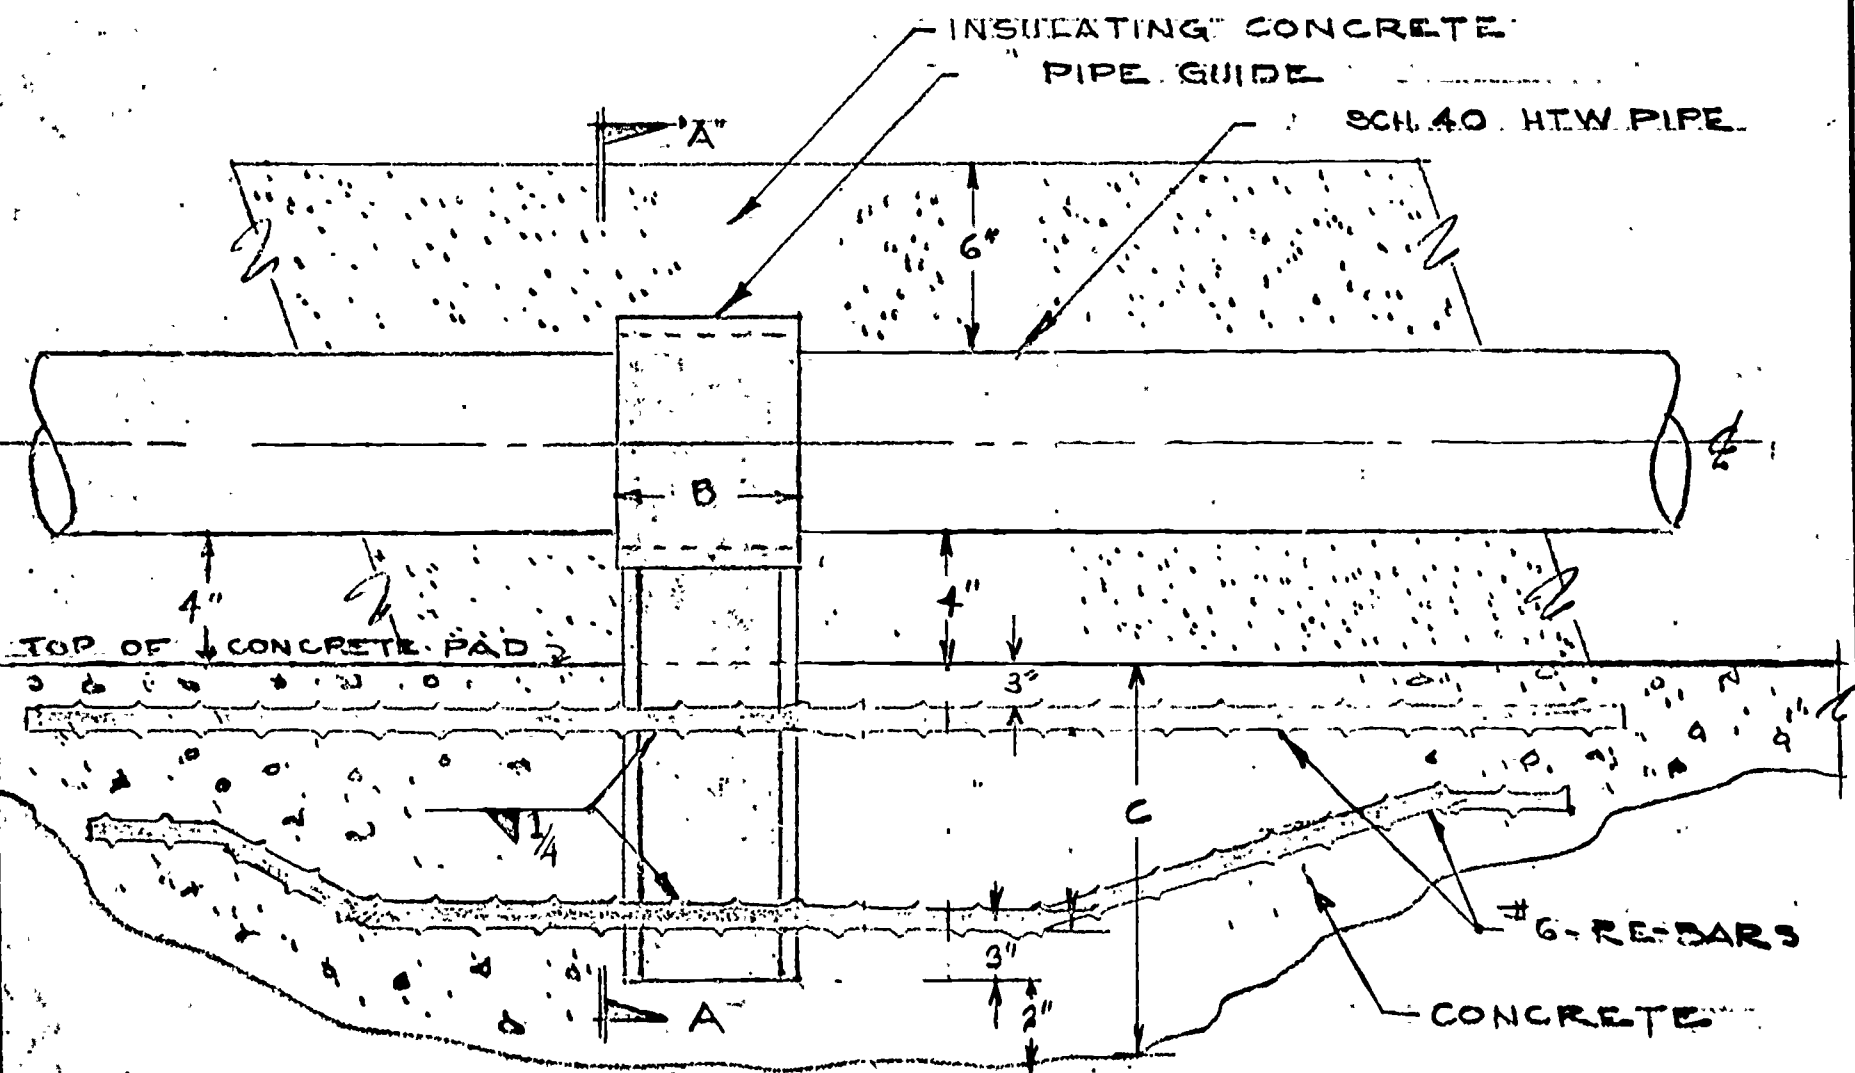 INSULATING CONCRETE
PIPE GUIDE
SCH. 40 HTW PIPE
A
6"
℄
B
4"
4"
TOP OF CONCRETE PAD
3"
C
1/4
#6-RE-BARS
3"
2"
A
CONCRETE